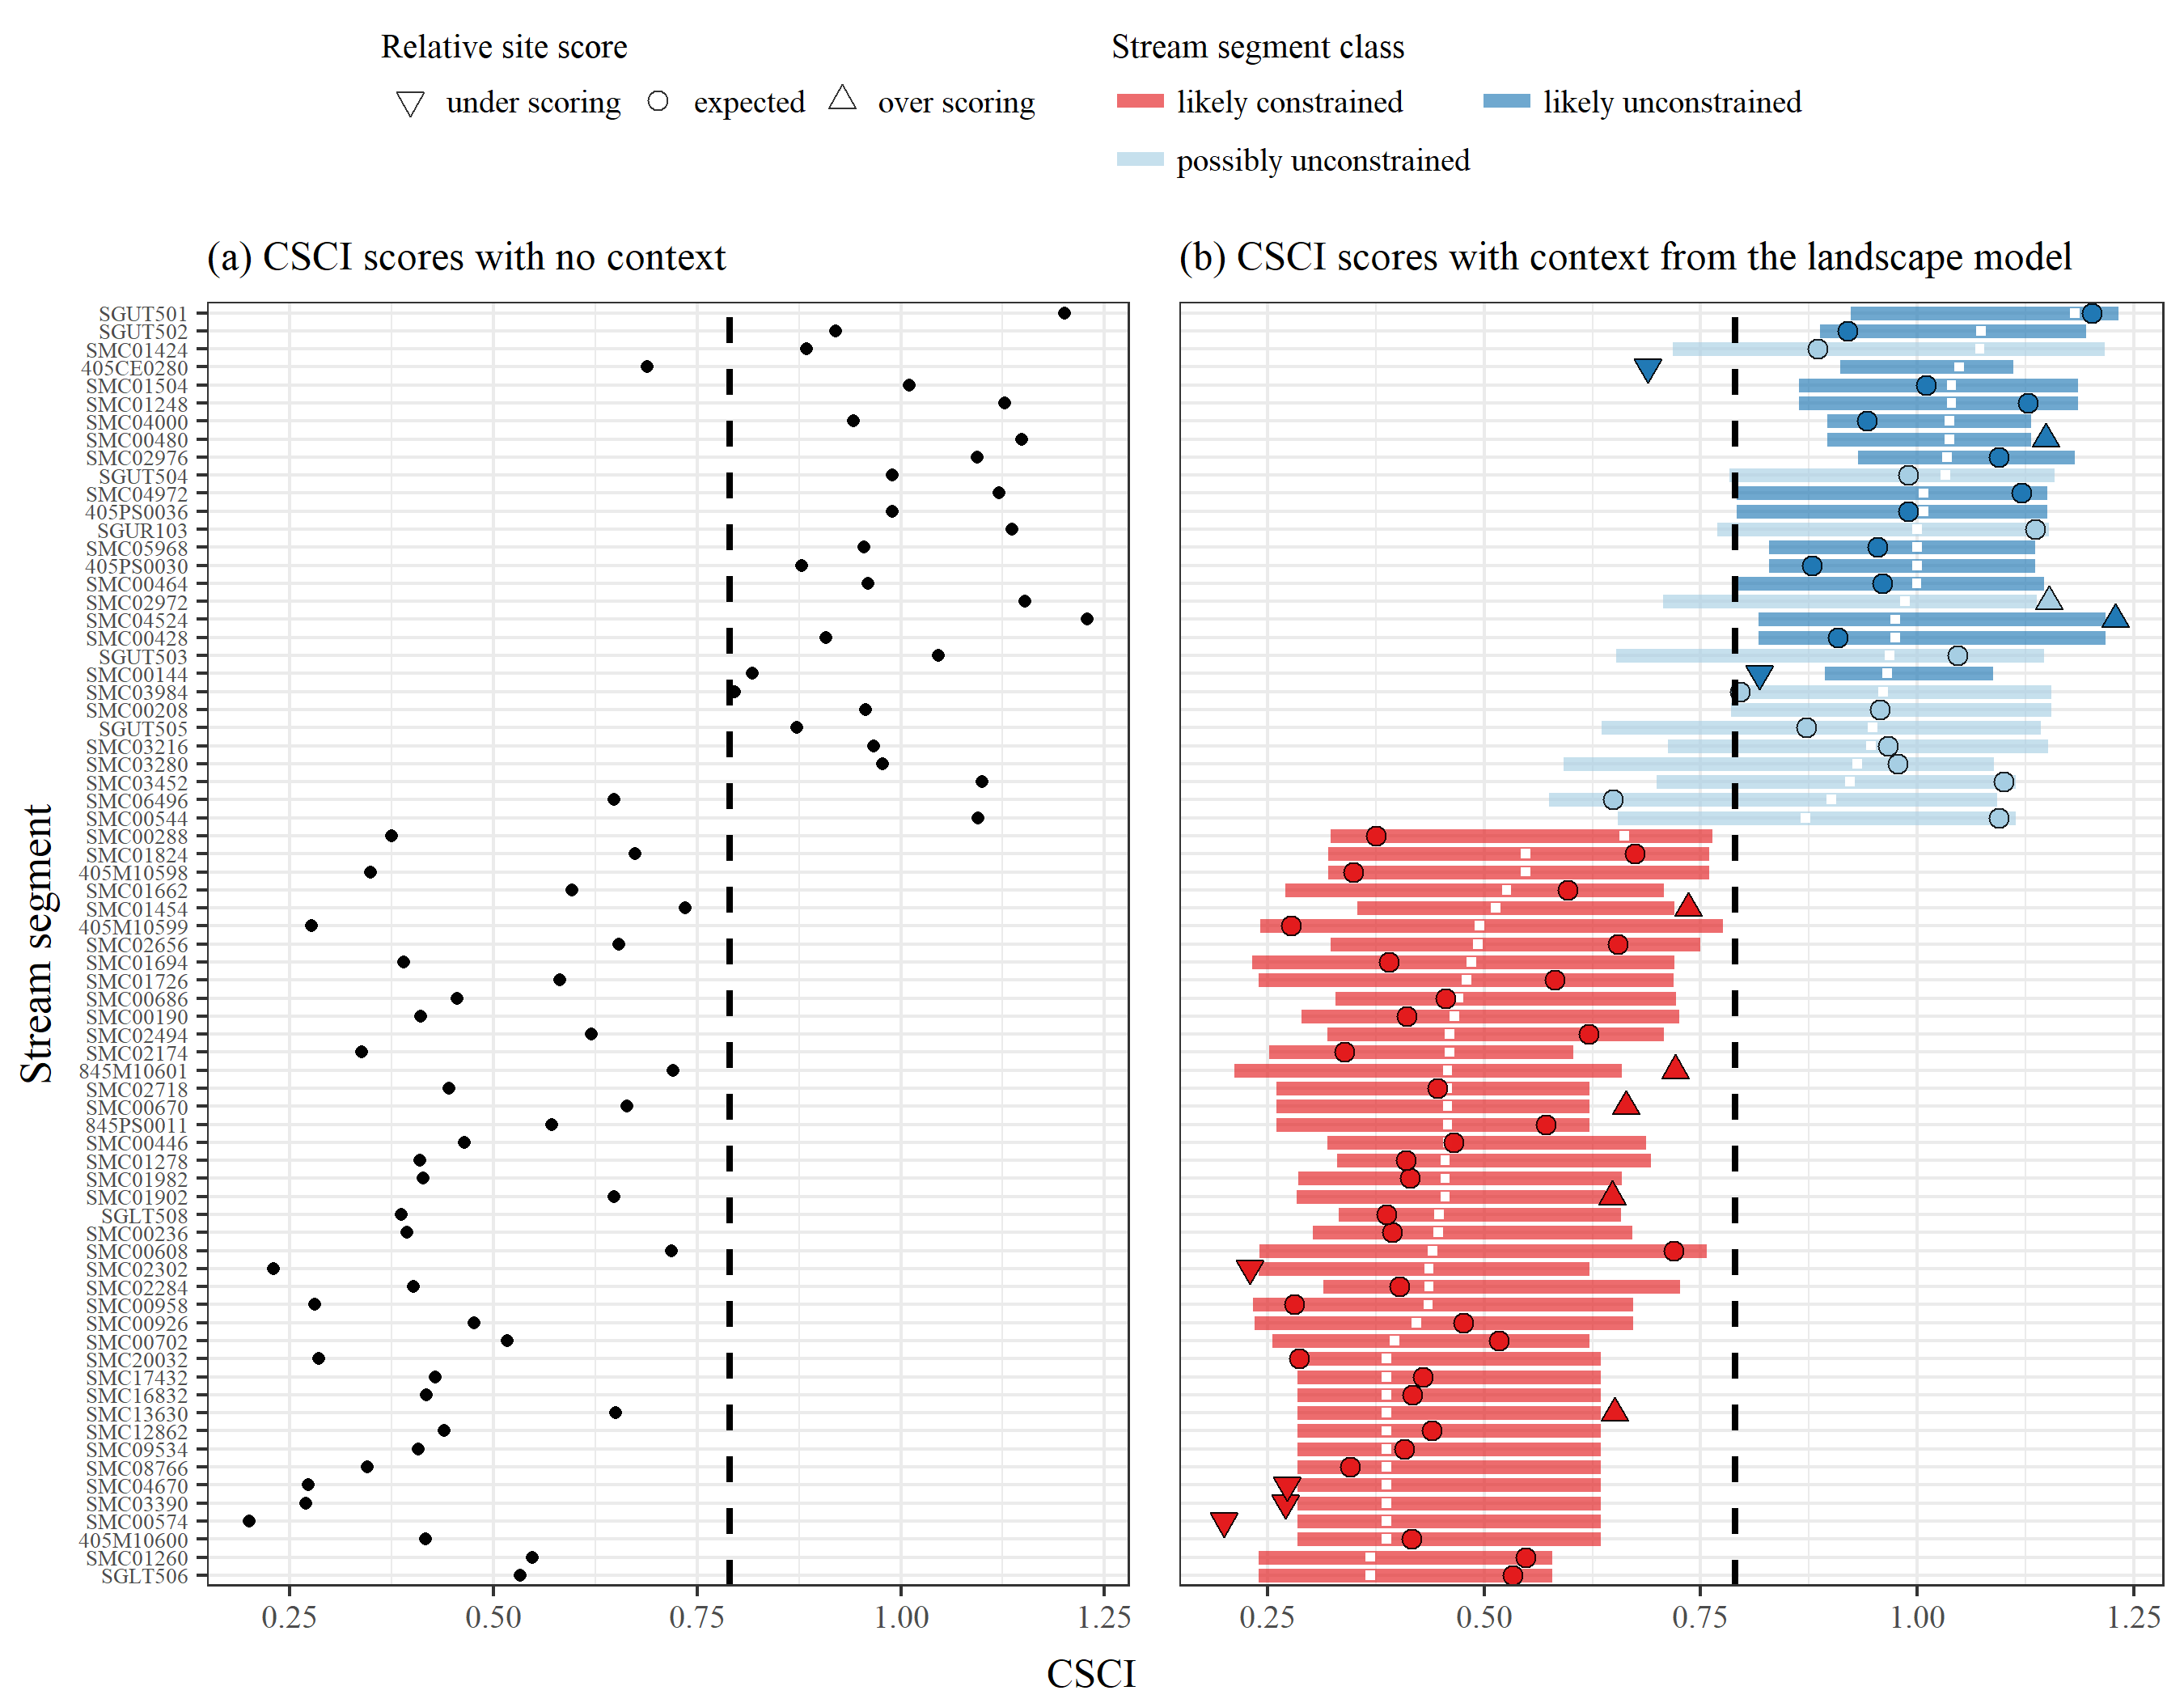 Relative site score
under scoring expected over scoring
Stream segment class
likely constrained likely unconstrained
possibly unconstrained
(a) CSCI scores with no context
(b) CSCI scores with context from the landscape model
Stream segment
SGUT501
SGUT502
SMC01424
405CE0280
SMC01504
SMC01248
SMC04000
SMC00480
SMC02976
SGUT504
SMC04972
405PS0036
SGUR103
SMC05968
405PS0030
SMC00464
SMC02972
SMC04524
SMC00428
SGUT503
SMC00144
SMC03984
SMC00208
SGUT505
SMC03216
SMC03280
SMC03452
SMC06496
SMC00544
SMC00288
SMC01824
405M10598
SMC01662
SMC01454
405M10599
SMC02656
SMC01694
SMC01726
SMC00686
SMC00190
SMC02494
SMC02174
845M10601
SMC02718
SMC00670
845PS0011
SMC00446
SMC01278
SMC01982
SMC01902
SGLT508
SMC00236
SMC00608
SMC02302
SMC02284
SMC00958
SMC00926
SMC00702
SMC20032
SMC17432
SMC16832
SMC13630
SMC12862
SMC09534
SMC08766
SMC04670
SMC03390
SMC00574
405M10600
SMC01260
SGLT506
0.25 0.50 0.75 1.00 1.25
0.25 0.50 0.75 1.00 1.25
CSCI